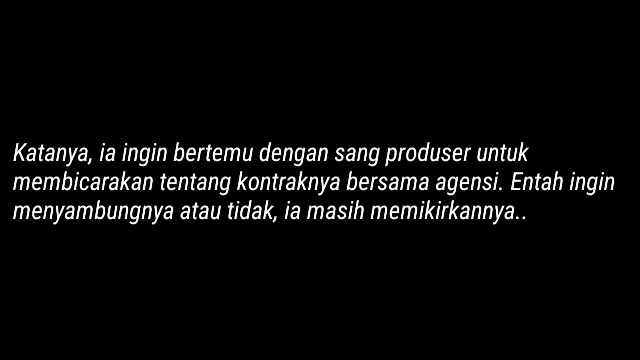 Katanya, ia ingin bertemu dengan sang produser untuk
membicarakan tentang kontraknya bersama agensi. Entah ingin
menyambungnya atau tidak, ia masih memikirkannya..